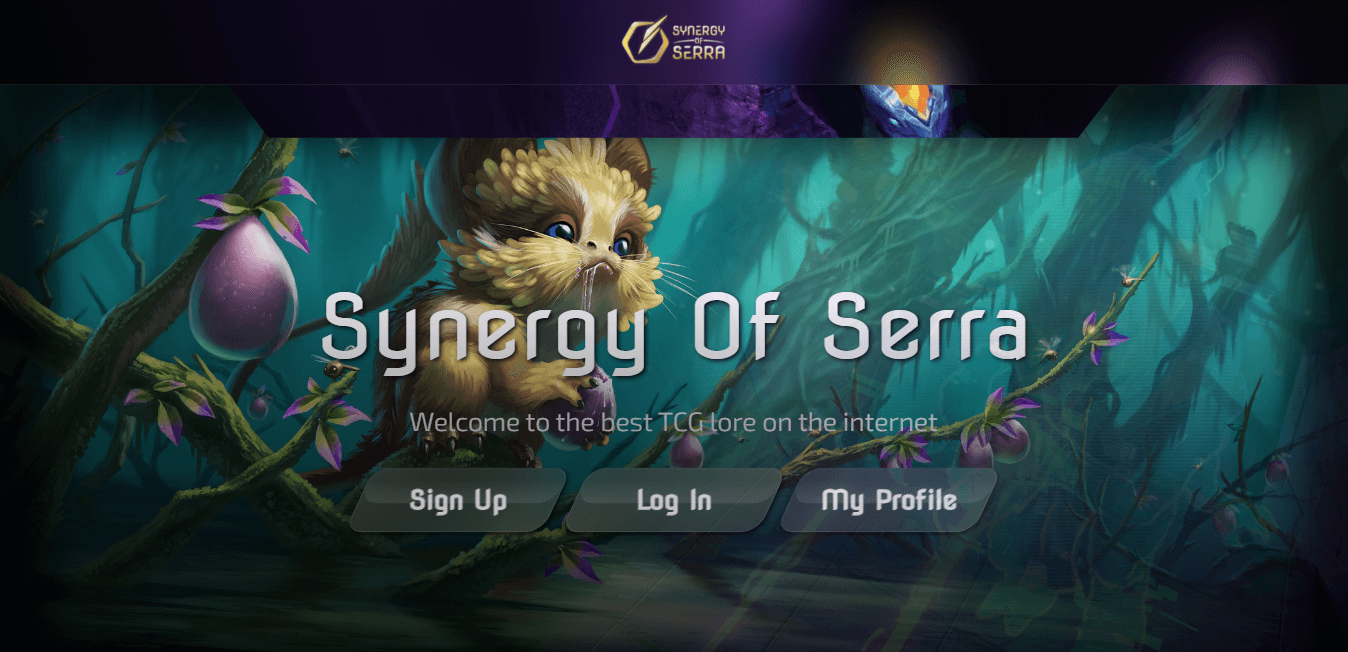 SYNERGY
OF
SERRA
Synergy Of Serra
Welcome to the best TCG lore on the internet
Sign Up
Log In
My Profile